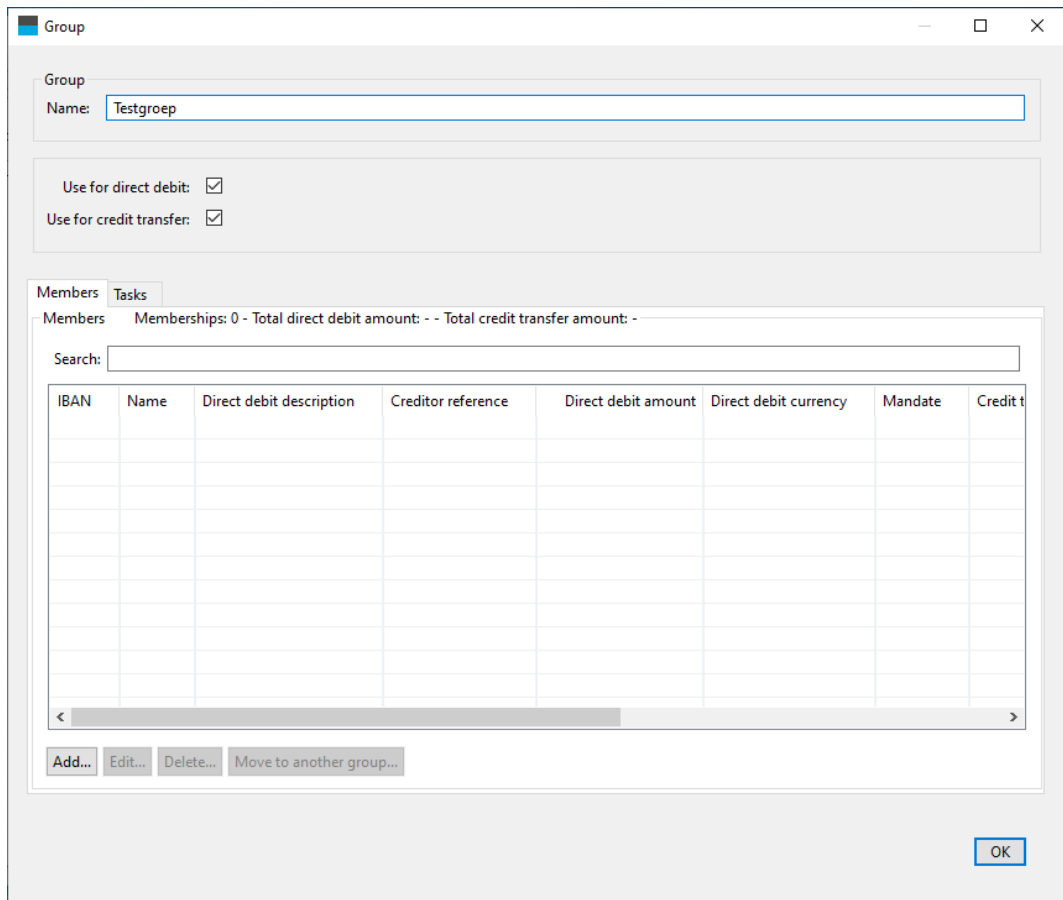 Group
Group
Name: Testgroep
Use for direct debit:
Use for credit transfer:
Members Tasks
Members Memberships: 0 - Total direct debit amount: - - Total credit transfer amount: -
Search:
IBAN Name Direct debit description Creditor reference Direct debit amount Direct debit currency Mandate Credit t
Add... Edit... Delete... Move to another group...
OK